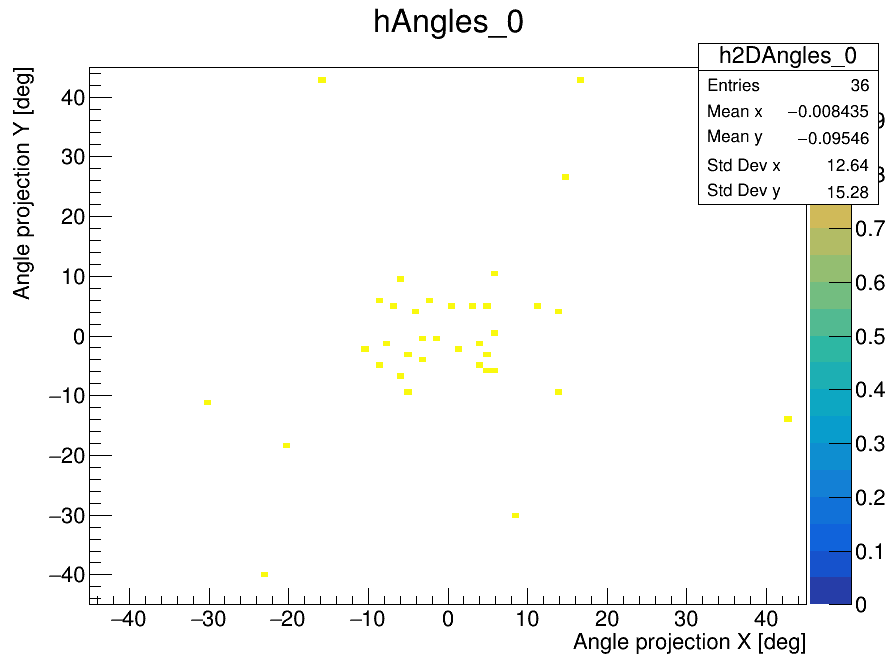 hAngles_0
h2DAngles_0
Entries 36
Mean x −0.008435
Mean y −0.09546
Std Dev x 12.64
Std Dev y 15.28
Angle projection Y [deg]
40
30
20
10
0
−10
−20
−30
−40
−40 −30 −20 −10 0 10 20 30 40
Angle projection X [deg]
0.7
0.6
0.5
0.4
0.3
0.2
0.1
0